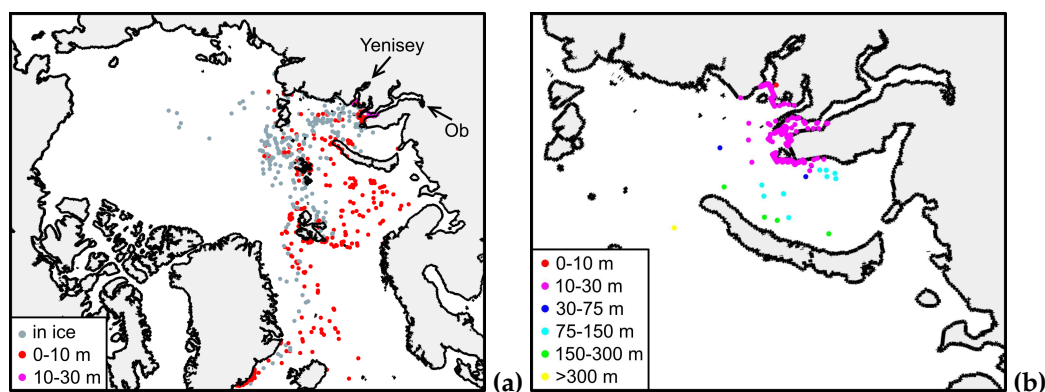 Yenisey
Ob
in ice
0-10 m
10-30 m
(a)
0-10 m
10-30 m
30-75 m
75-150 m
150-300 m
>300 m
(b)